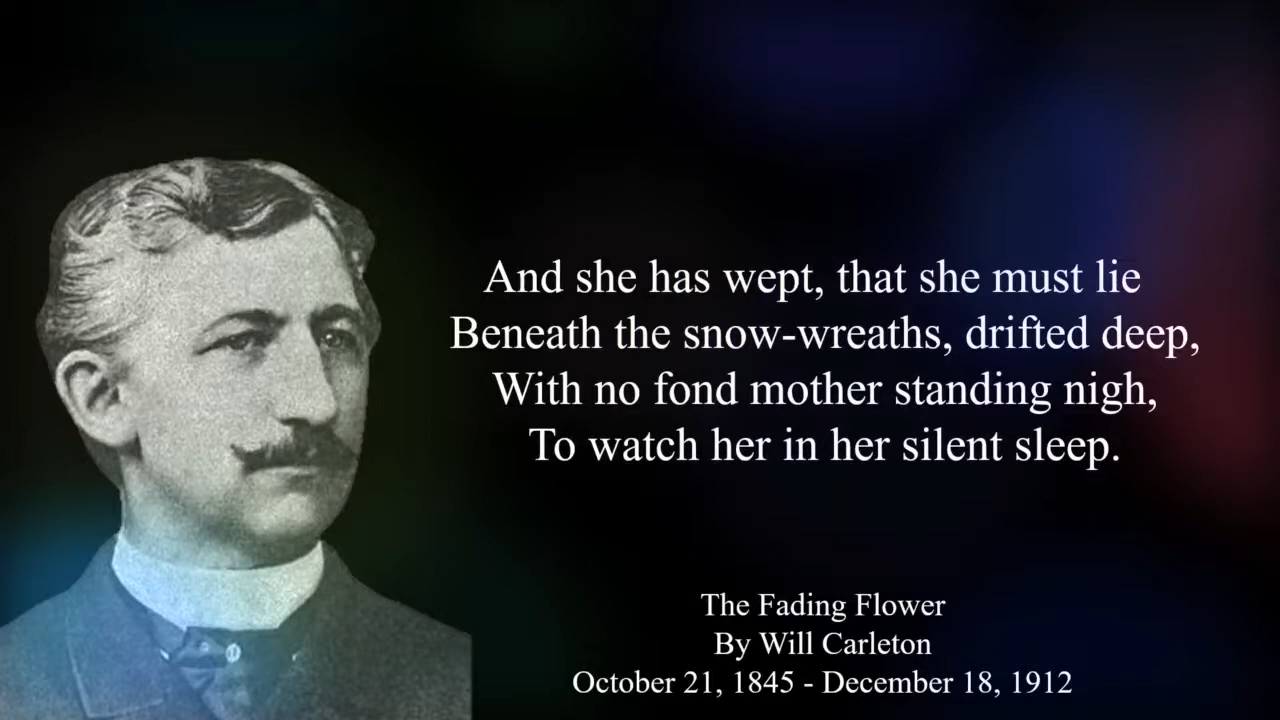 And she has wept, that she must lie
Beneath the snow-wreaths, drifted deep,
With no fond mother standing nigh,
To watch her in her silent sleep.
The Fading Flower
By Will Carleton
October 21, 1845 - December 18, 1912